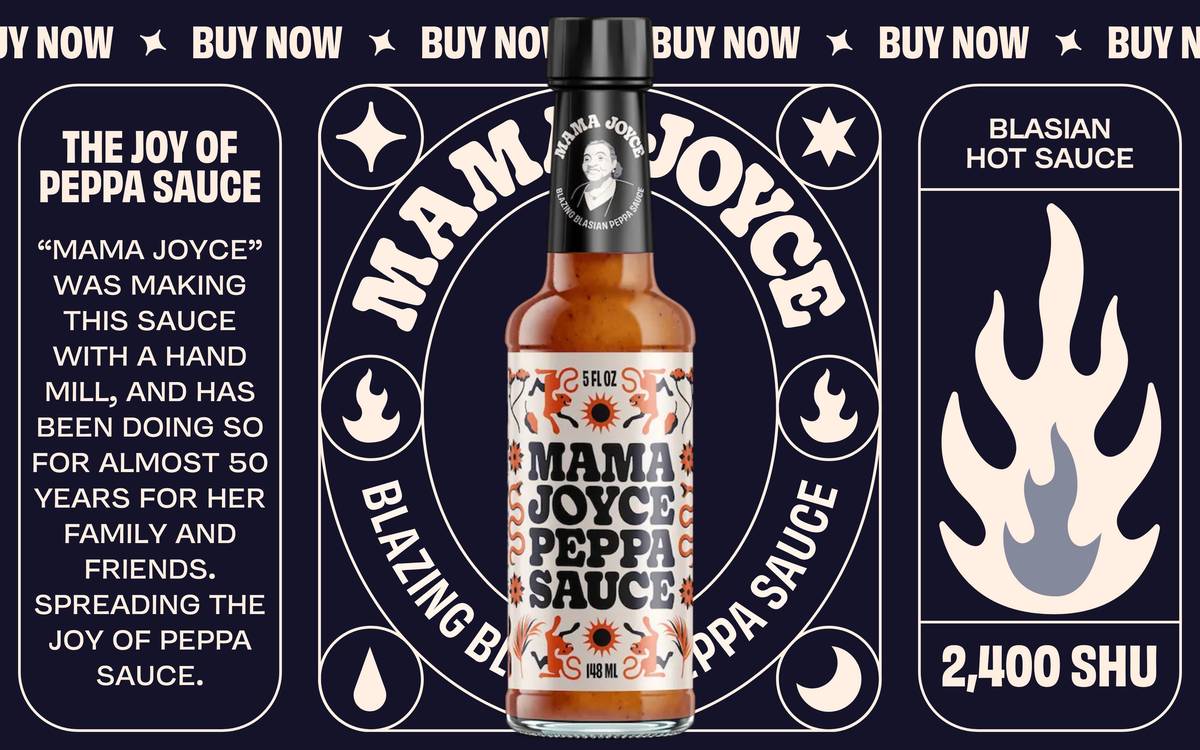 BUY NOW BUY NOW BUY NOW BUY NOW BUY NOW
THE JOY OF
PEPPA SAUCE
“MAMA JOYCE”
WAS MAKING
THIS SAUCE
WITH A HAND
MILL, AND HAS
BEEN DOING SO
FOR ALMOST 50
YEARS FOR HER
FAMILY AND
FRIENDS.
SPREADING THE
JOY OF PEPPA
SAUCE.
MAMA JOYCE
BLAZING BL PPA SAUCE
MAMA JOYCE
BLAZING BLASIAN PEPPA SAUCE
5 FL OZ
MAMA
JOYCE
PEPPA
SAUCE
148 ML
BLASIAN
HOT SAUCE
2,400 SHU